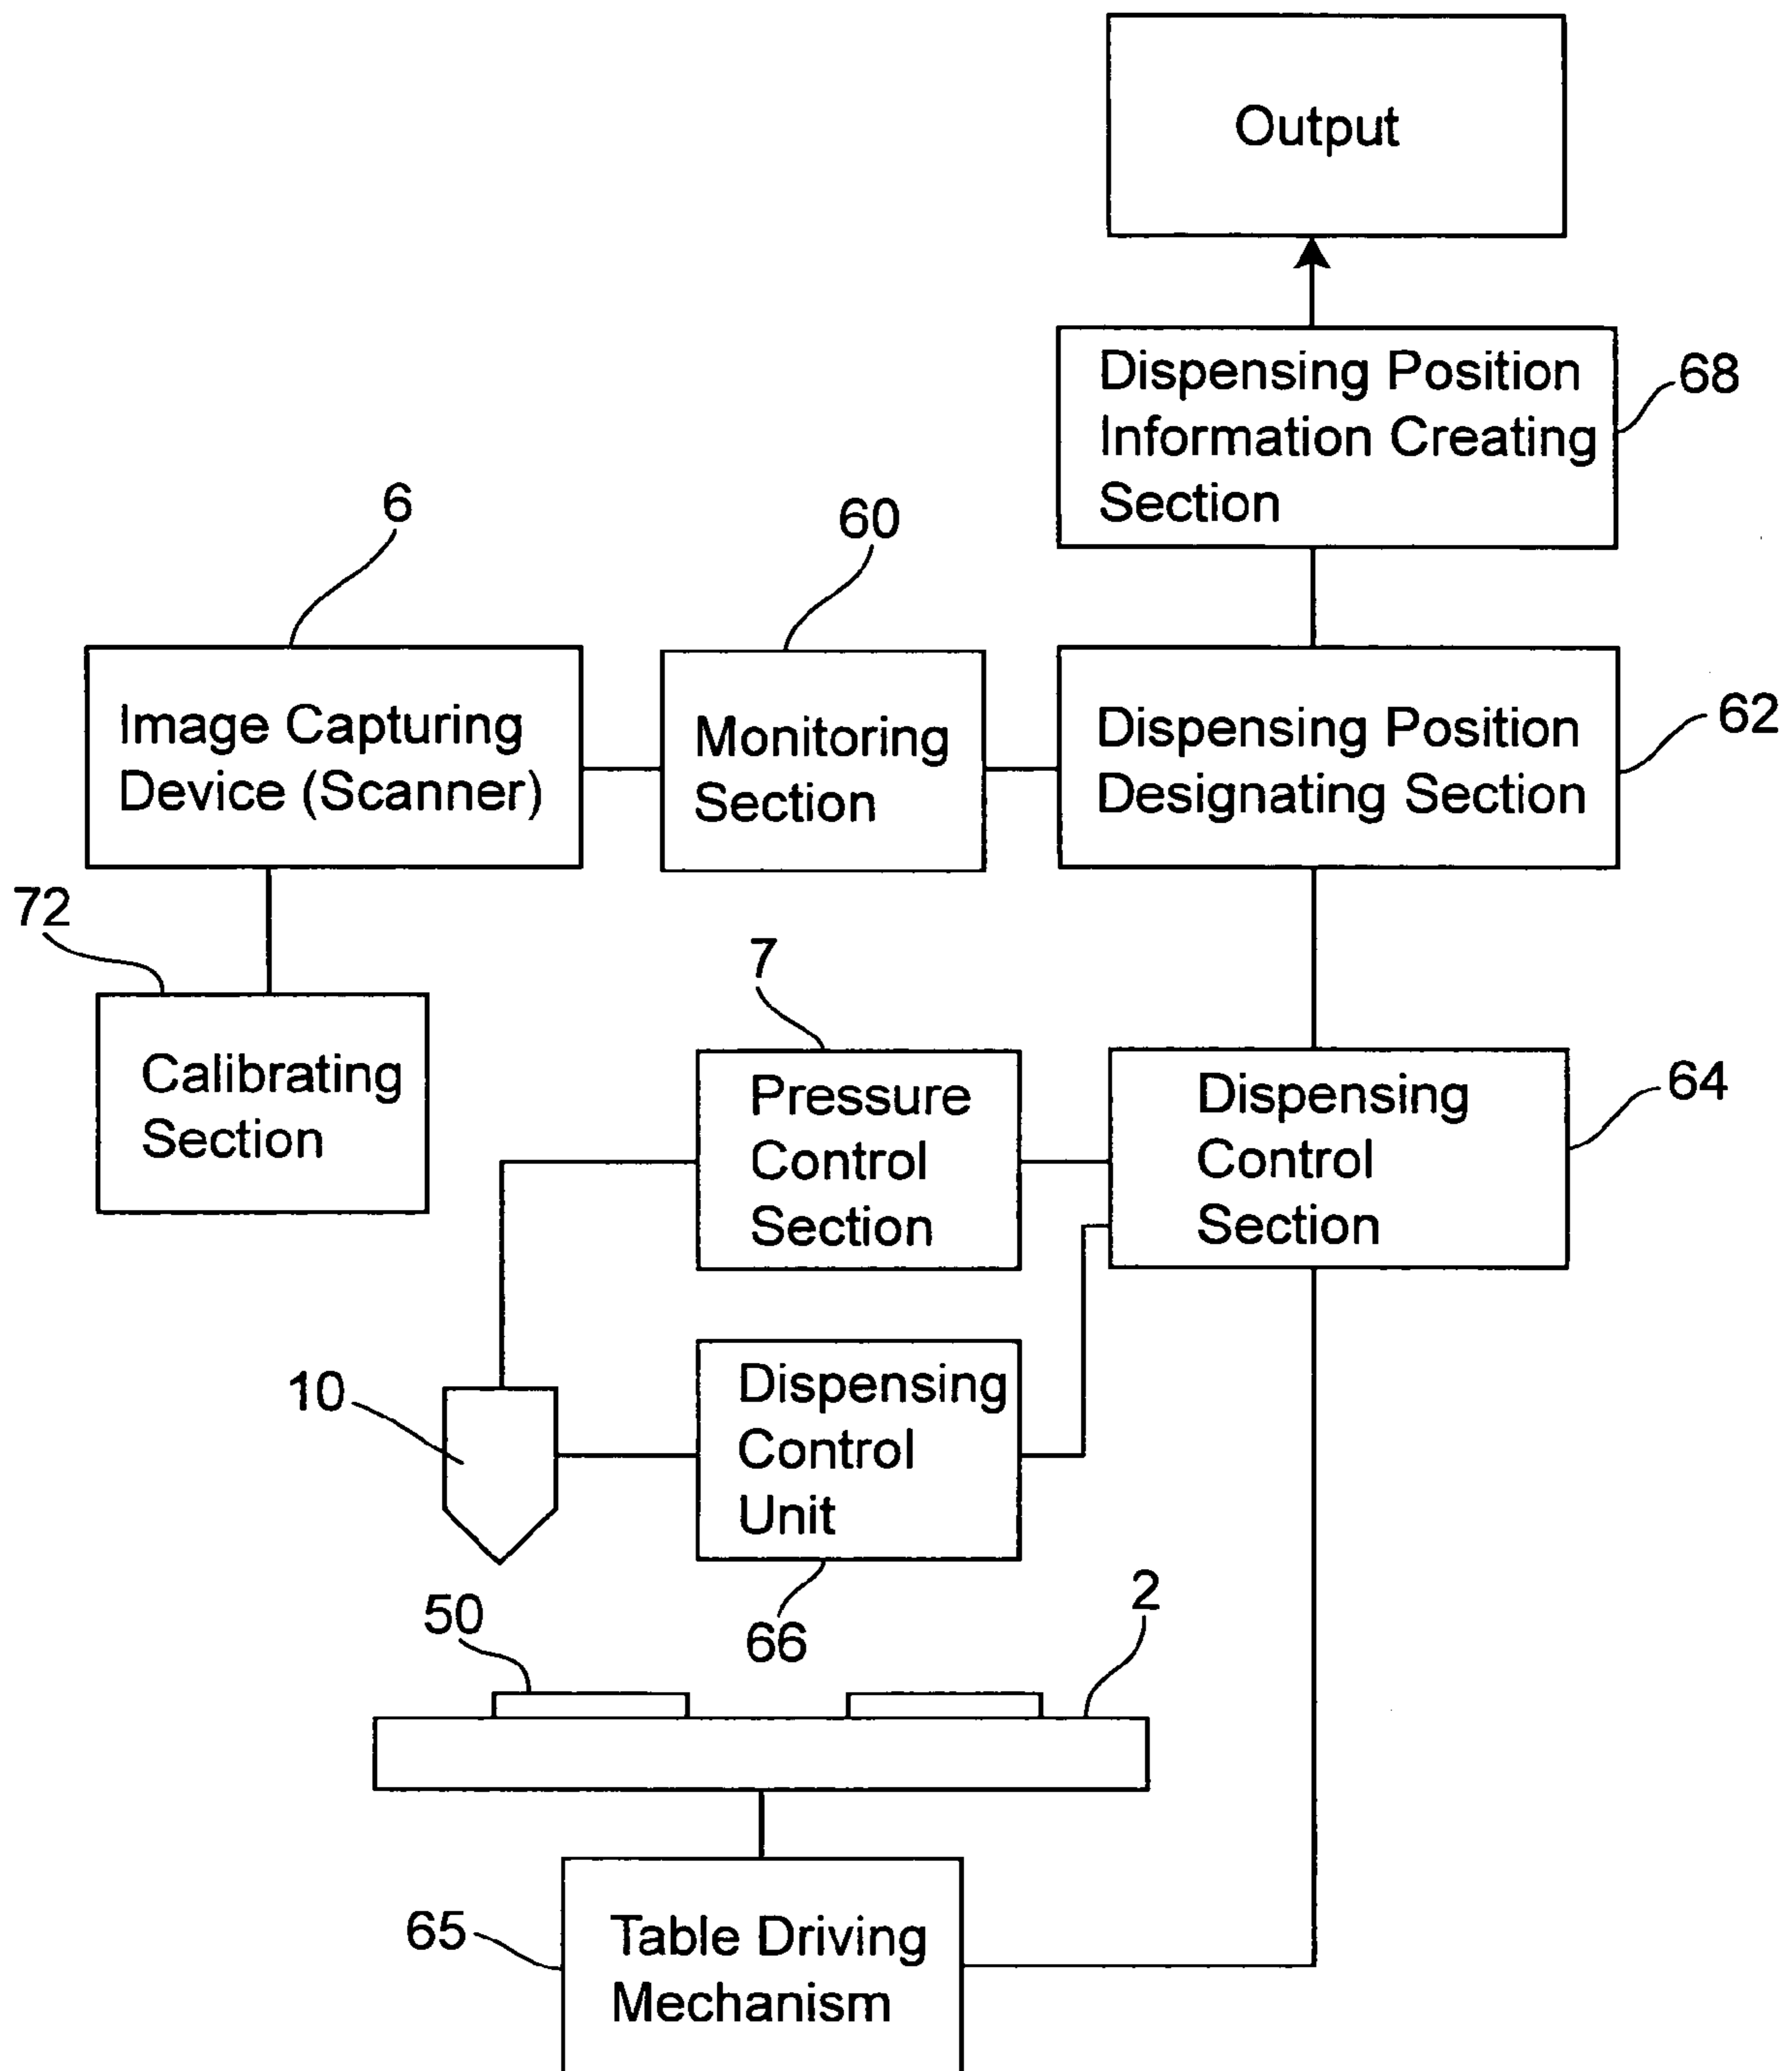 Output
Dispensing Position
Information Creating
Section
68
6
60
Image Capturing
Device (Scanner)
Monitoring
Section
Dispensing Position
Designating Section
62
72
7
Calibrating
Section
Pressure
Control
Section
Dispensing
Control
Section
64
10
Dispensing
Control
Unit
66
50
2
65
Table Driving
Mechanism